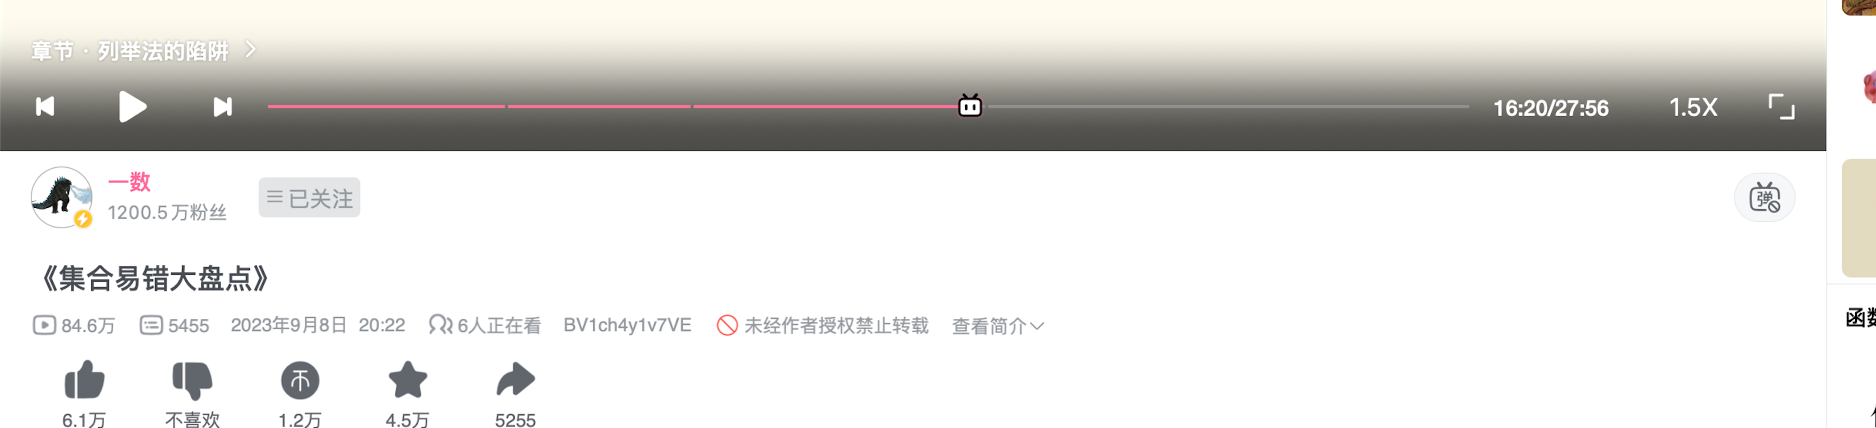 章节 · 列举法的陷阱
16:20/27:56 1.5X
一数
1200.5万粉丝
已关注
弹
《集合易错大盘点》
84.6万 5455 2023年9月8日 20:22 6人正在看 BV1ch4y1v7VE 未经作者授权禁止转载 查看简介
6.1万 不喜欢 1.2万 4.5万 5255